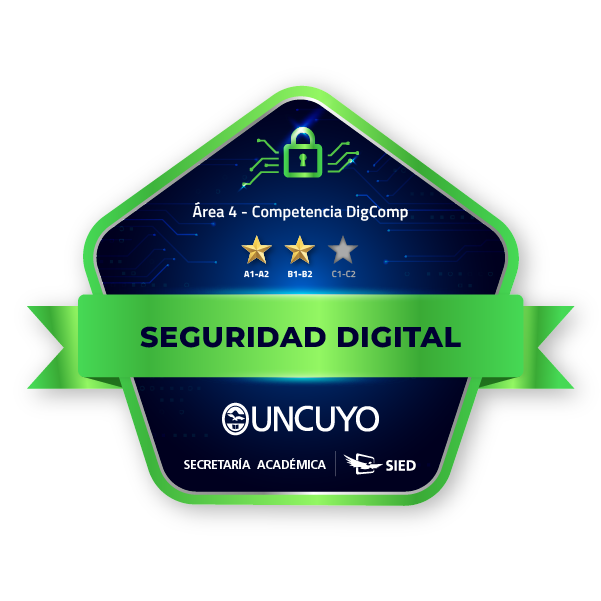 Área 4 - Competencia DigComp
A1-A2 B1-B2 C1-C2
SEGURIDAD DIGITAL
UNCUYO
SECRETARÍA ACADÉMICA SIED